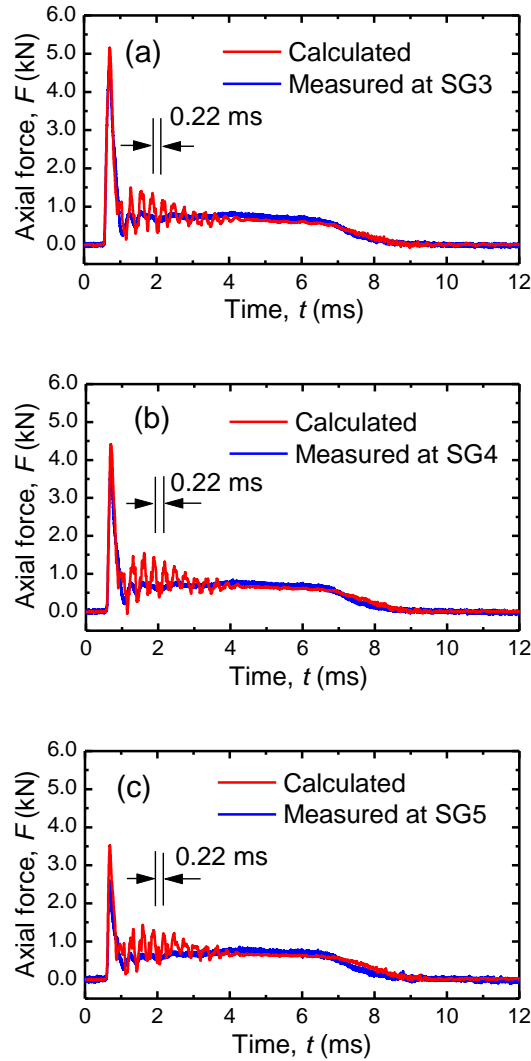 6.0
5.0
4.0
3.0
2.0
1.0
0.0
Axial force, F (kN)
(a)
Calculated
Measured at SG3
0.22 ms
0 2 4 6 8 10 12
Time, t (ms)
6.0
5.0
4.0
3.0
2.0
1.0
0.0
Axial force, F (kN)
(b)
Calculated
Measured at SG4
0.22 ms
0 2 4 6 8 10 12
Time, t (ms)
6.0
5.0
4.0
3.0
2.0
1.0
0.0
Axial force, F (kN)
(c)
Calculated
Measured at SG5
0.22 ms
0 2 4 6 8 10 12
Time, t (ms)